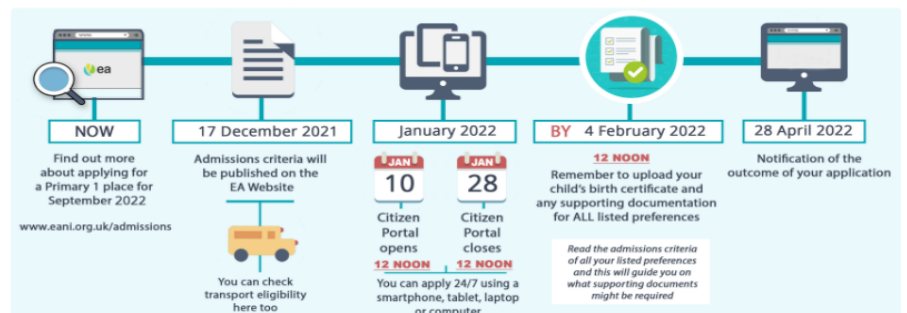 ea
NOW
Find out more
about applying for
a Primary 1 place for
September 2022
www.eani.org.uk/admissions
17 December 2021
Admissions criteria will
be published on the
EA Website
You can check
transport eligibility
here too
January 2022
JAN
10
Citizen
Portal
opens
12 NOON
JAN
28
Citizen
Portal
closes
12 NOON
You can apply 24/7 using a
smartphone, tablet, laptop
or computer
BY 4 February 2022
12 NOON
Remember to upload your
child's birth certificate and
any supporting documentation
for ALL listed preferences
Read the admissions criteria
of all your listed preferences
and this will guide you on
what supporting documents
might be required
28 April 2022
Notification of the
outcome of your application